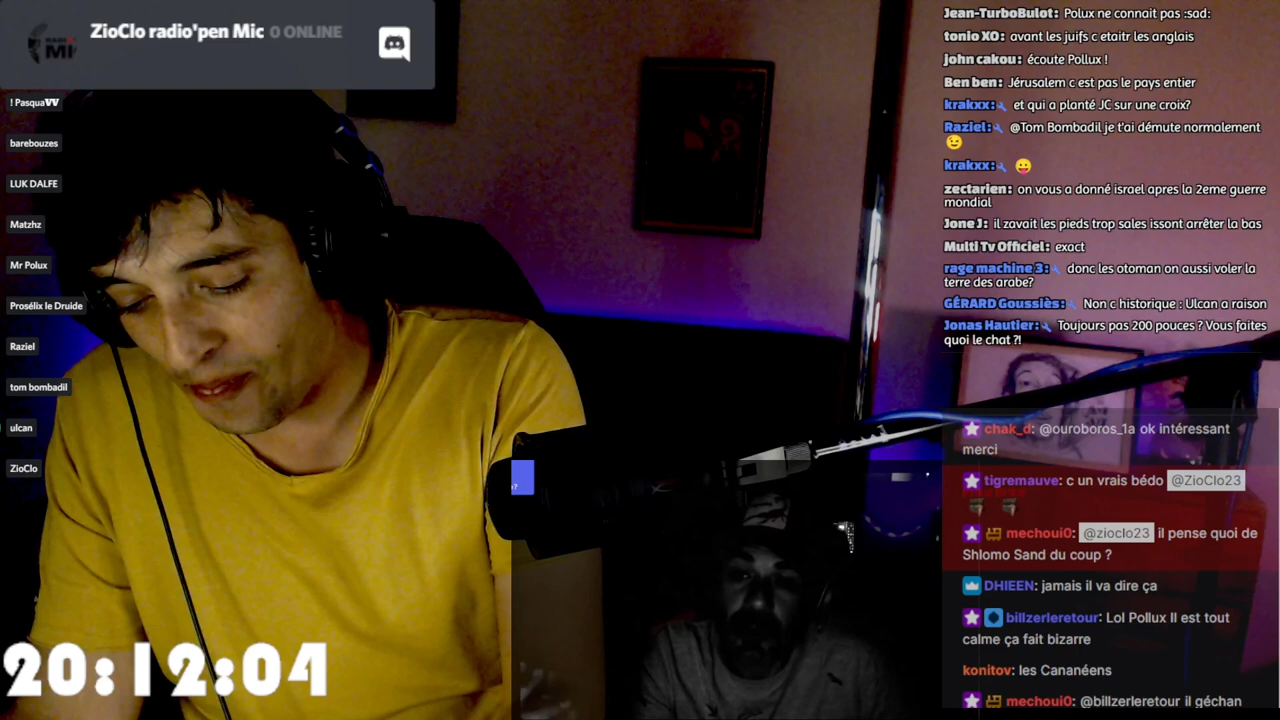 ZioClo radio'pen Mic 0 ONLINE
MI
! PasquaVV
barebouzes
LUK DALFE
Matzhz
Mr Polux
Prosélix le Druide
Raziel
tom bombadil
ulcan
ZioClo
20:12:04
Jean-TurboBulot: Polux ne connait pas :sad:
tonio XO: avant les juifs c etaitr les anglais
john cakou: écoute Pollux !
Ben ben: Jérusalem c est pas le pays entier
krakxx: et qui a planté JC sur une croix?
Raziel: @Tom Bombadil je t'ai démute normalement
😉
krakxx: 😛
zectarien: on vous a donné israel apres la 2eme guerre
mondial
Jone J: il zavait les pieds trop sales issont arrêter la bas
Multi Tv Officiel: exact
rage machine 3: donc les otoman on aussi voler la
terre des arabe?
GÉRARD Goussiès: Non c historique : Ulcan a raison
Jonas Hautier: Toujours pas 200 pouces ? Vous faites
quoi le chat ?!
chak_d: @ouroboros_1a ok intéressant
merci
tigremauve: c un vrais bédo @ZioClo23
mechoui0: @zioclo23 il pense quoi de
Shlomo Sand du coup ?
DHIEEN: jamais il va dire ça
billzerleretour: Lol Pollux Il est tout
calme ça fait bizarre
konitov: les Cananéens
mechoui0: @billzerleretour il géchan